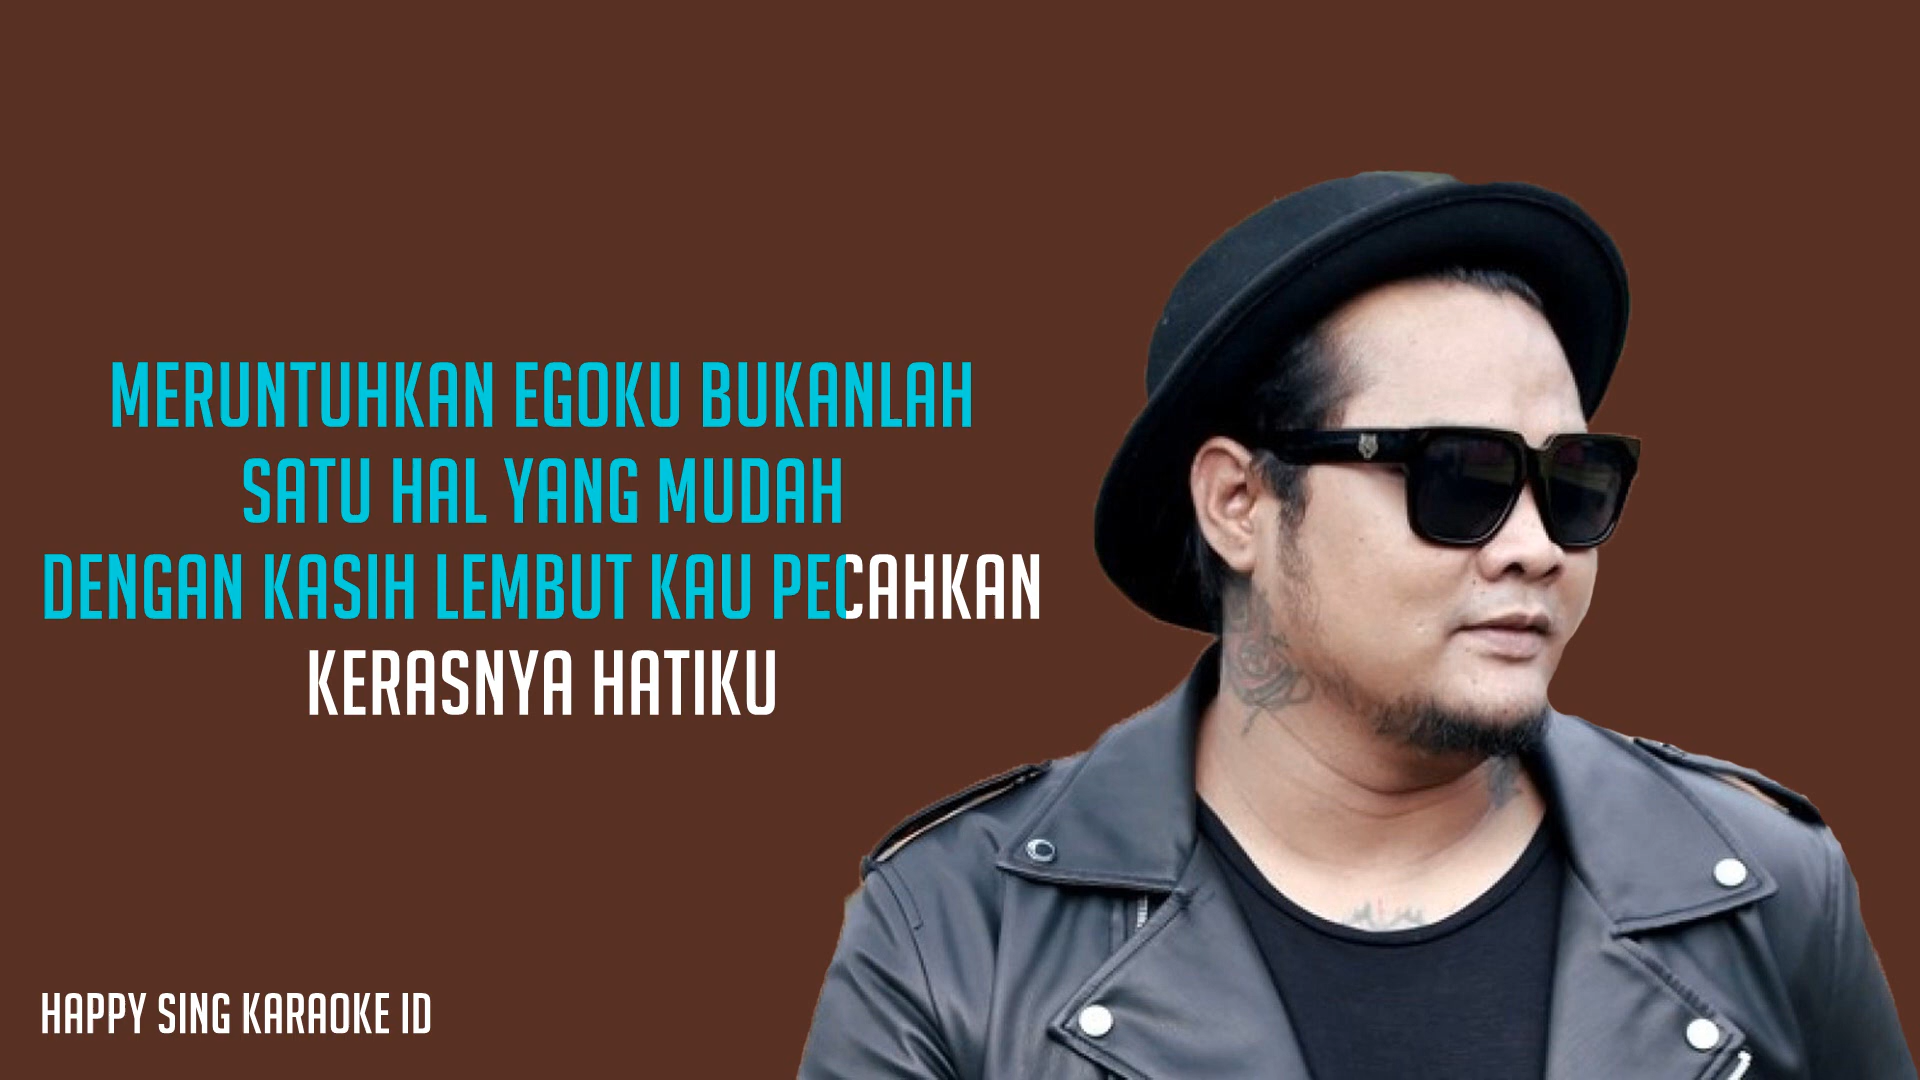 MERUNTUHKAN EGOKU BUKANLAH
SATU HAL YANG MUDAH
DENGAN KASIH LEMBUT KAU PECAHKAN
KERASNYA HATIKU
HAPPY SING KARAOKE ID